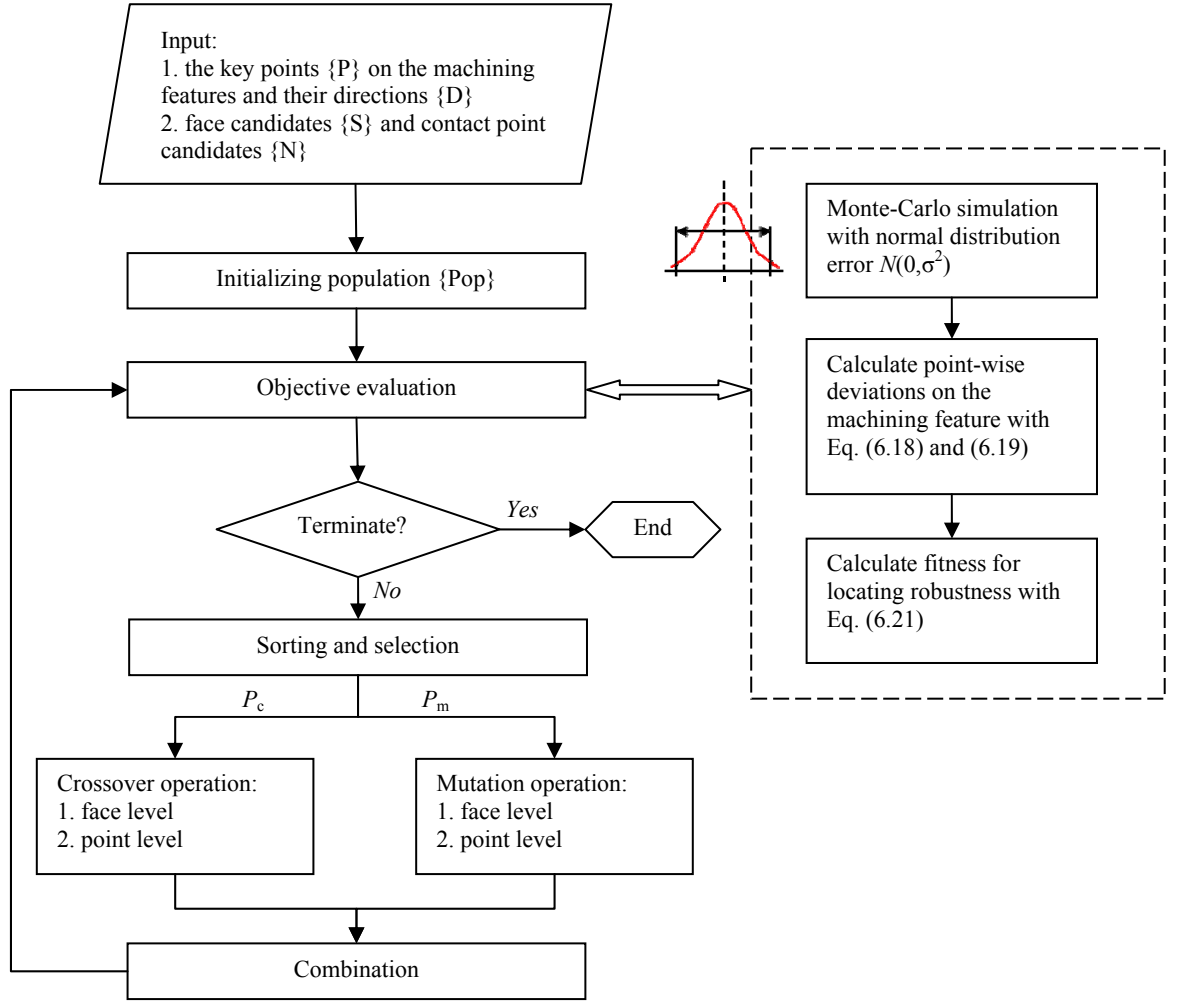 Input:
1. the key points {P} on the machining
features and their directions {D}
2. face candidates {S} and contact point
candidates {N}
Initializing population {Pop}
Objective evaluation
Terminate?
Yes
End
No
Sorting and selection
Pc
Pm
Crossover operation:
1. face level
2. point level
Mutation operation:
1. face level
2. point level
Combination
Monte-Carlo simulation
with normal distribution
error N(0,σ²)
Calculate point-wise
deviations on the
machining feature with
Eq. (6.18) and (6.19)
Calculate fitness for
locating robustness with
Eq. (6.21)